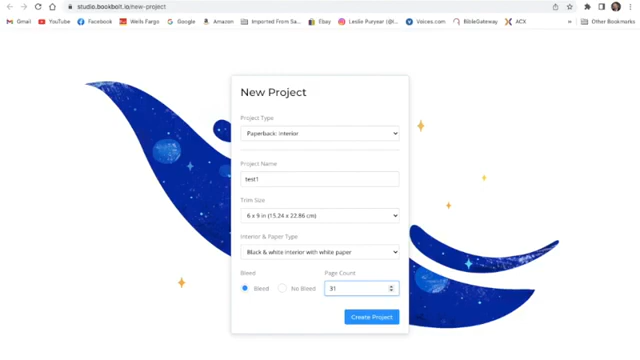 studio.bookbolt.io/new-project
Gmail YouTube Facebook Wells Fargo Google Amazon Imported From Sa... Ebay Leslie Puryear (@l... Voices.com BibleGateway ACX » Other Bookmarks
New Project
Project Type
Paperback: Interior
Project Name
test1
Trim Size
6 x 9 in (15.24 x 22.86 cm)
Interior & Paper Type
Black & white interior with white paper
Bleed Page Count
Bleed No Bleed 31
Create Project